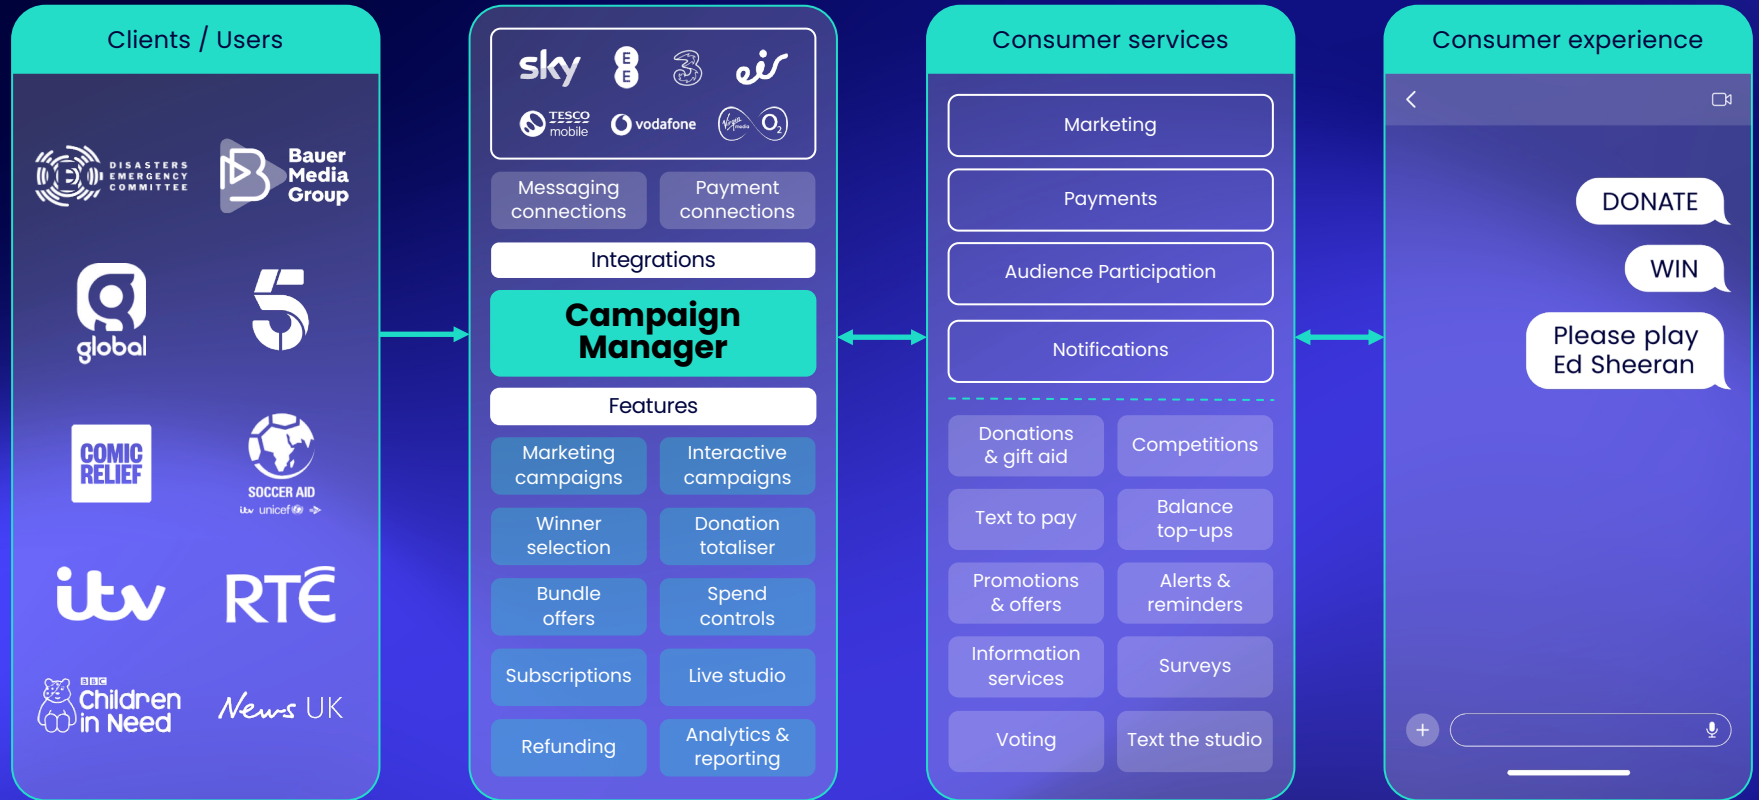 Clients / Users
DISASTERS
EMERGENCY
COMMITTEE
Bauer
Media
Group
global
5
COMIC
RELIEF
SOCCER AID
itv unicef
itv
RTÉ
BBC
Children
in Need
News UK
sky
EE
3
eir
TESCO
mobile
vodafone
Virgin
media
O2
Messaging
connections
Payment
connections
Integrations
Campaign
Manager
Features
Marketing
campaigns
Interactive
campaigns
Winner
selection
Donation
totaliser
Bundle
offers
Spend
controls
Subscriptions
Live studio
Refunding
Analytics &
reporting
Consumer services
Marketing
Payments
Audience Participation
Notifications
Donations
& gift aid
Competitions
Text to pay
Balance
top-ups
Promotions
& offers
Alerts &
reminders
Information
services
Surveys
Voting
Text the studio
Consumer experience
DONATE
WIN
Please play
Ed Sheeran